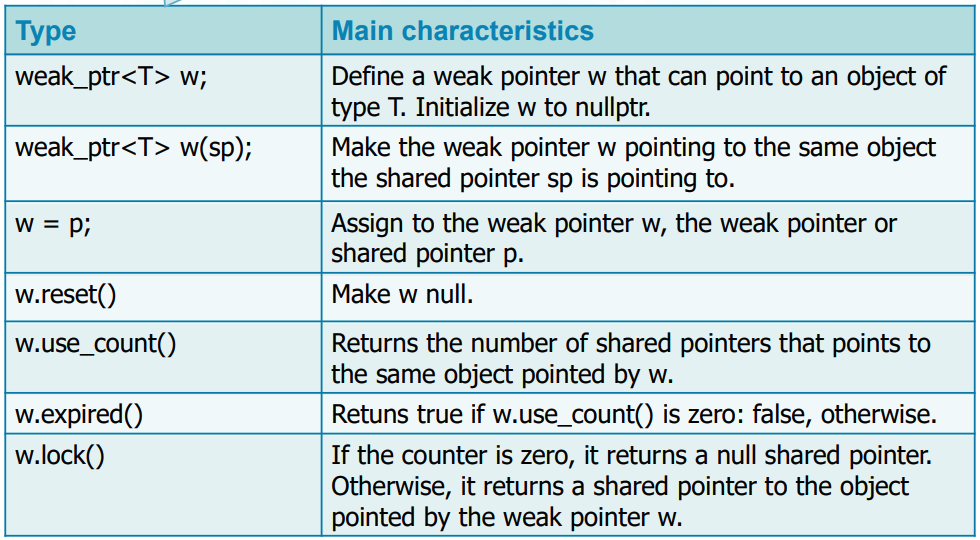 Type
Main characteristics
weak_ptr<T> w;
Define a weak pointer w that can point to an object of
type T. Initialize w to nullptr.
weak_ptr<T> w(sp);
Make the weak pointer w pointing to the same object
the shared pointer sp is pointing to.
w = p;
Assign to the weak pointer w, the weak pointer or
shared pointer p.
w.reset()
Make w null.
w.use_count()
Returns the number of shared pointers that points to
the same object pointed by w.
w.expired()
Retuns true if w.use_count() is zero: false, otherwise.
w.lock()
If the counter is zero, it returns a null shared pointer.
Otherwise, it returns a shared pointer to the object
pointed by the weak pointer w.